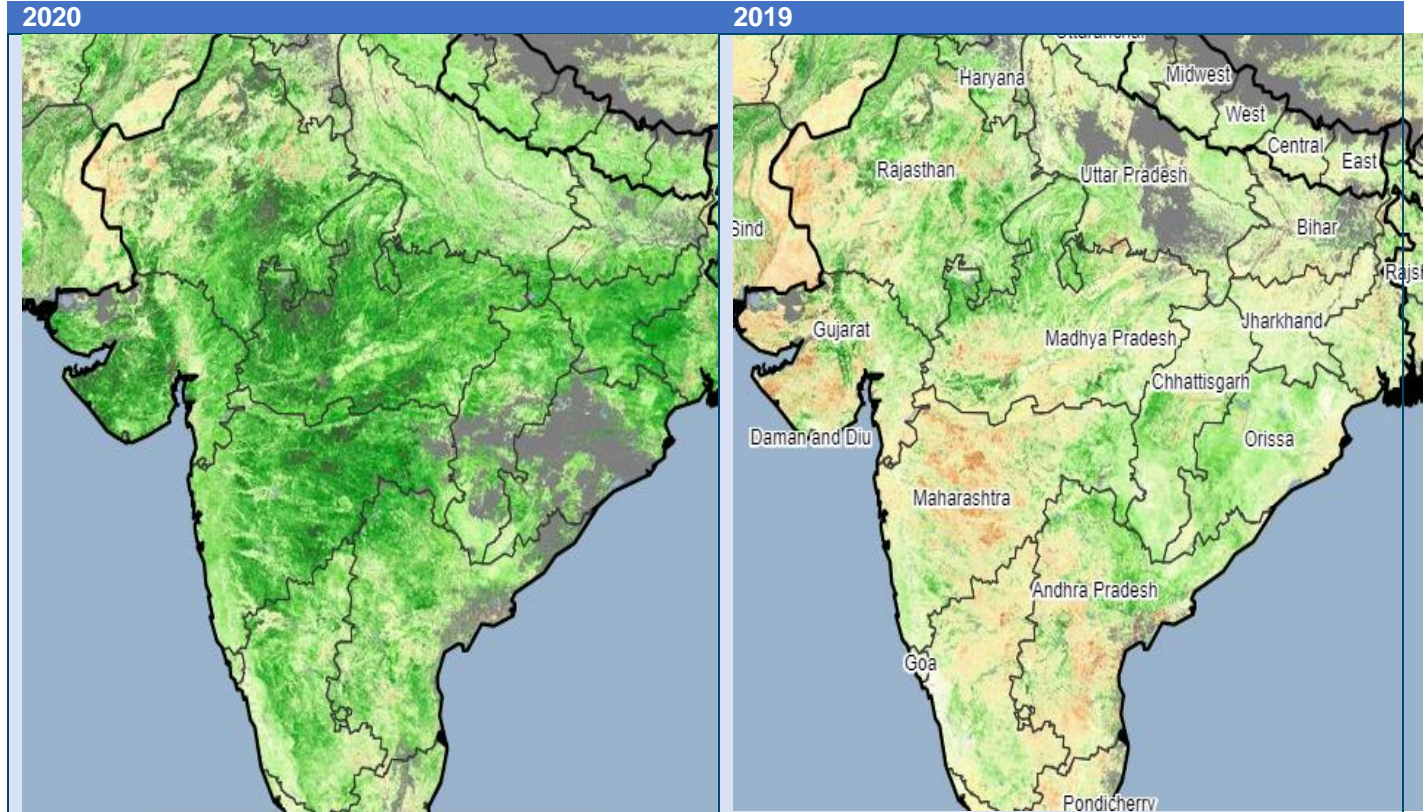 2020
2019
Uttaranchal
Haryana
Midwest
West
Central
East
Rajasthan
Uttar Pradesh
Sind
Bihar
Gujarat
Madhya Pradesh
Jharkhand
Chhattisgarh
Daman and Diu
Orissa
Maharashtra
Andhra Pradesh
Goa
Pondicherry